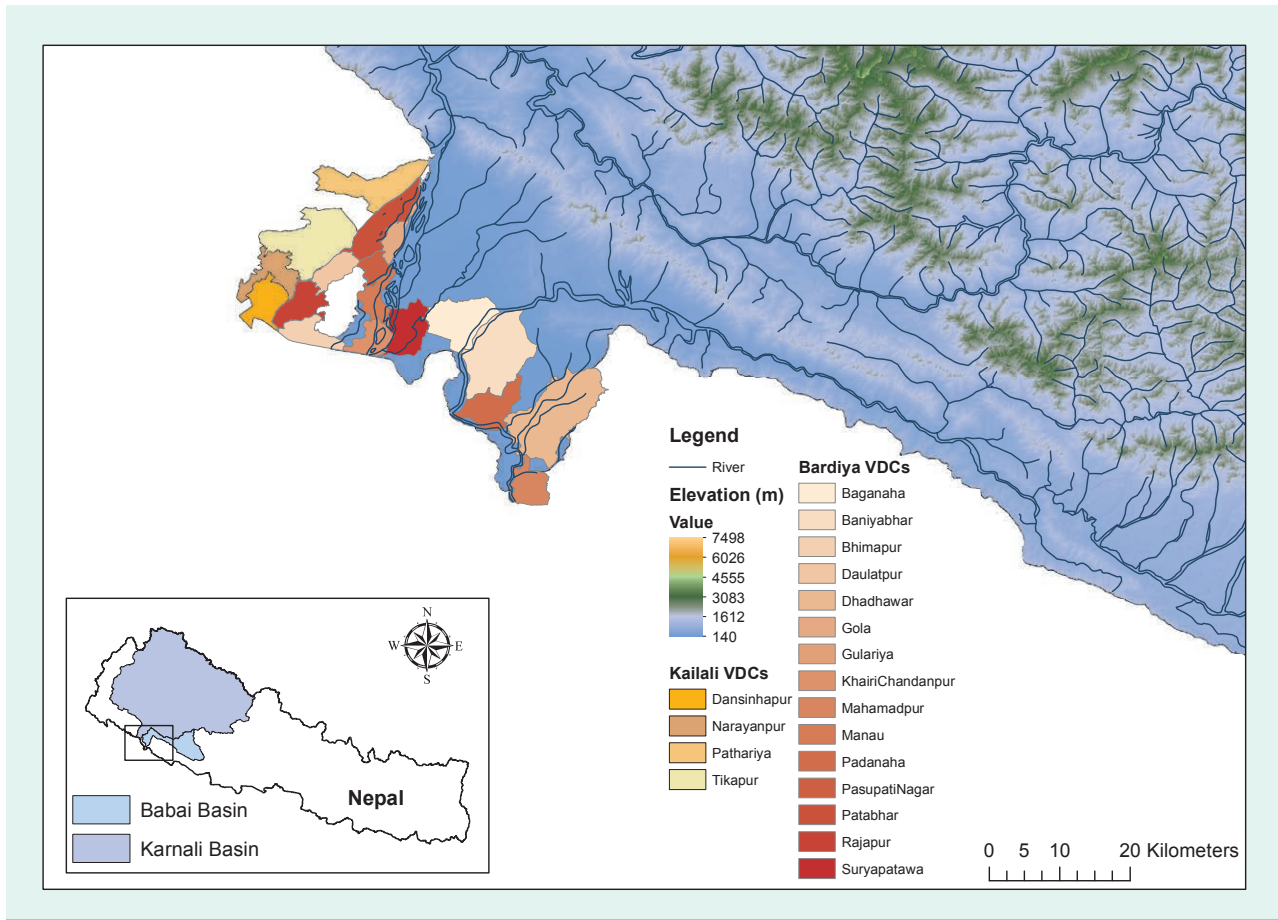 Legend
River
Elevation (m)
Value
7498
6026
4555
3083
1612
140
Kailali VDCs
Dansinhapur
Narayanpur
Pathariya
Tikapur
Bardiya VDCs
Baganaha
Baniyabhar
Bhimapur
Daulatpur
Dhadhawar
Gola
Gulariya
KhairiChandanpur
Mahamadpur
Manau
Padanaha
PasupatiNagar
Patabhar
Rajapur
Suryapatawa
N
W E
S
Nepal
Babai Basin
Karnali Basin
0 5 10 20 Kilometers